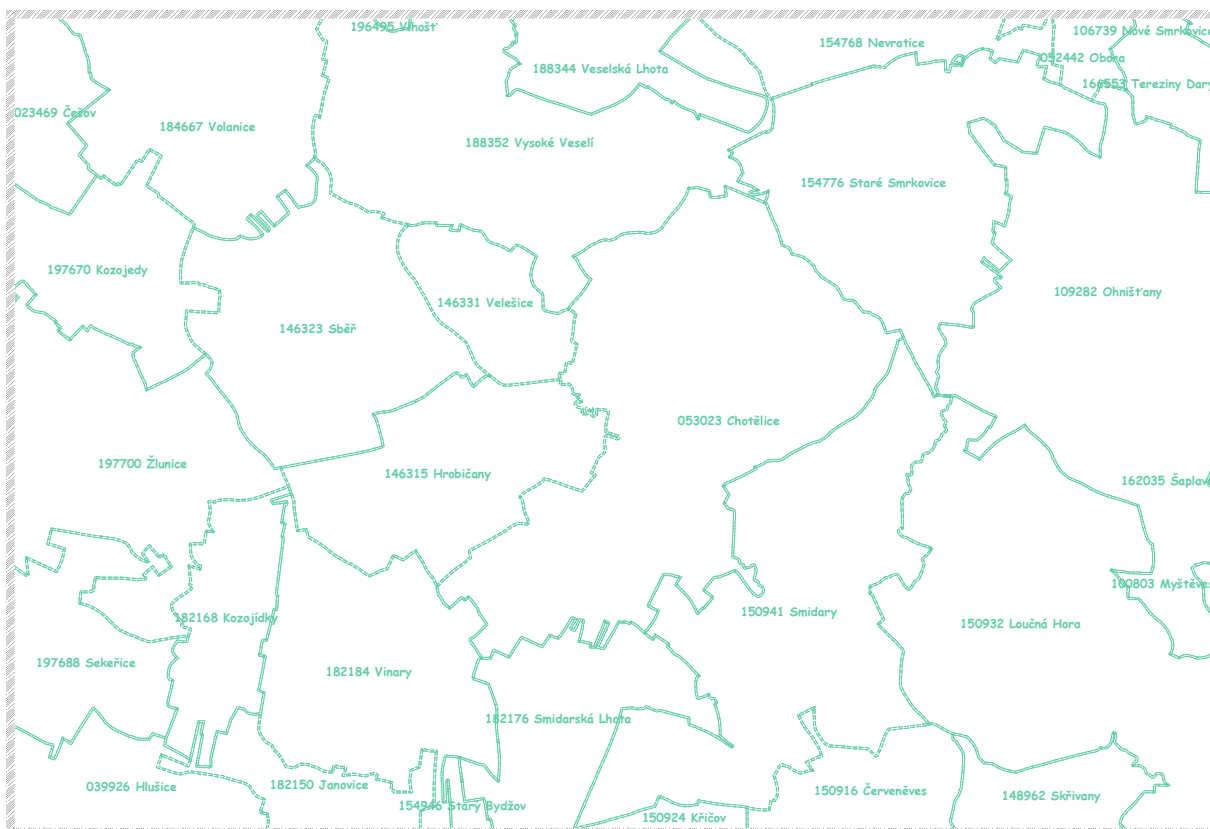 196495 Vlhošť
106739 Nové Smrkovice
154768 Nevratice
052442 Obora
188344 Veselská Lhota
166553 Tereziny Dary
023469 Češov
184667 Volanice
188352 Vysoké Veselí
154776 Staré Smrkovice
197670 Kozojedy
109282 Ohnišťany
146331 Velešice
146323 Sběř
053023 Chotělice
197700 Žlunice
146315 Hrobičany
162035 Šaplava
100803 Myštěves
150941 Smidary
182168 Kozojídky
150932 Loučná Hora
197688 Sekeřice
182184 Vinary
182176 Smidarská Lhota
039926 Hlušice
182150 Janovice
150916 Červeněves
148962 Skřivany
154946 Starý Bydžov
150924 Křičov